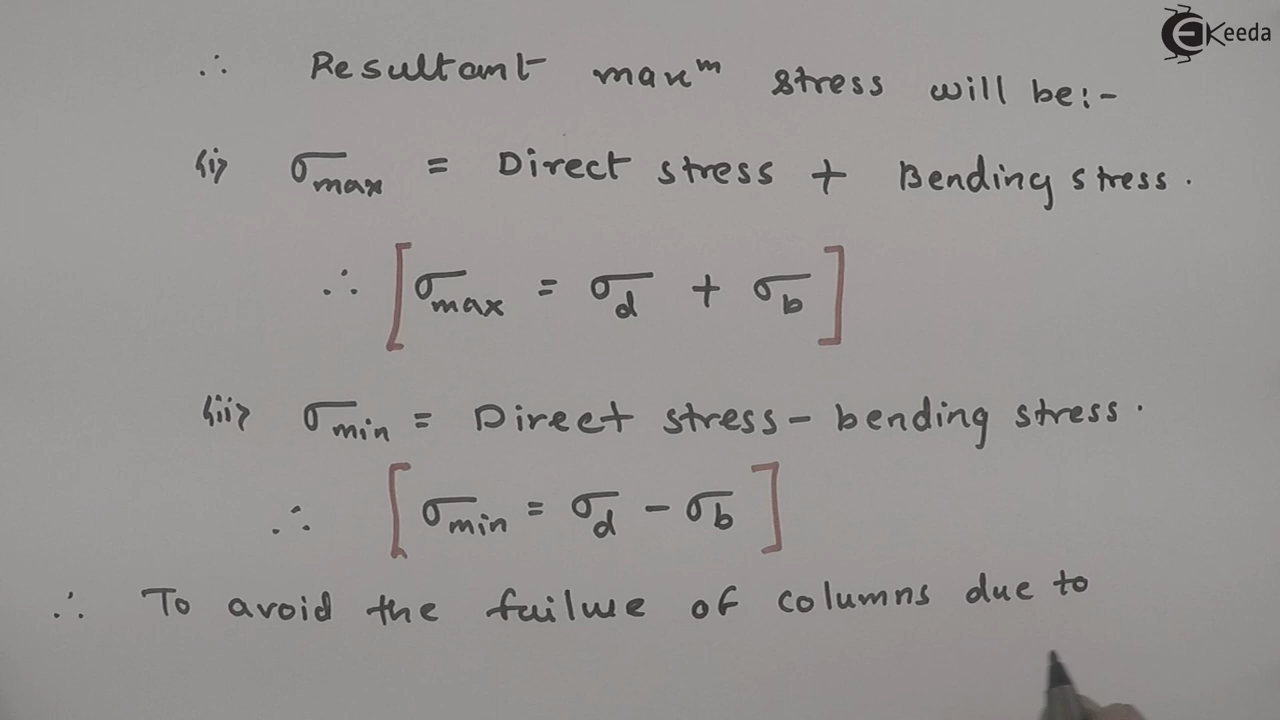 EKeeda
∴ Resultant maxᵐ stress will be:-
(i) σmax = Direct stress + Bending stress.
∴ [σmax = σd + σb]
(ii) σmin = Direct stress - bending stress.
∴ [σmin = σd - σb]
∴ To avoid the failure of columns due to